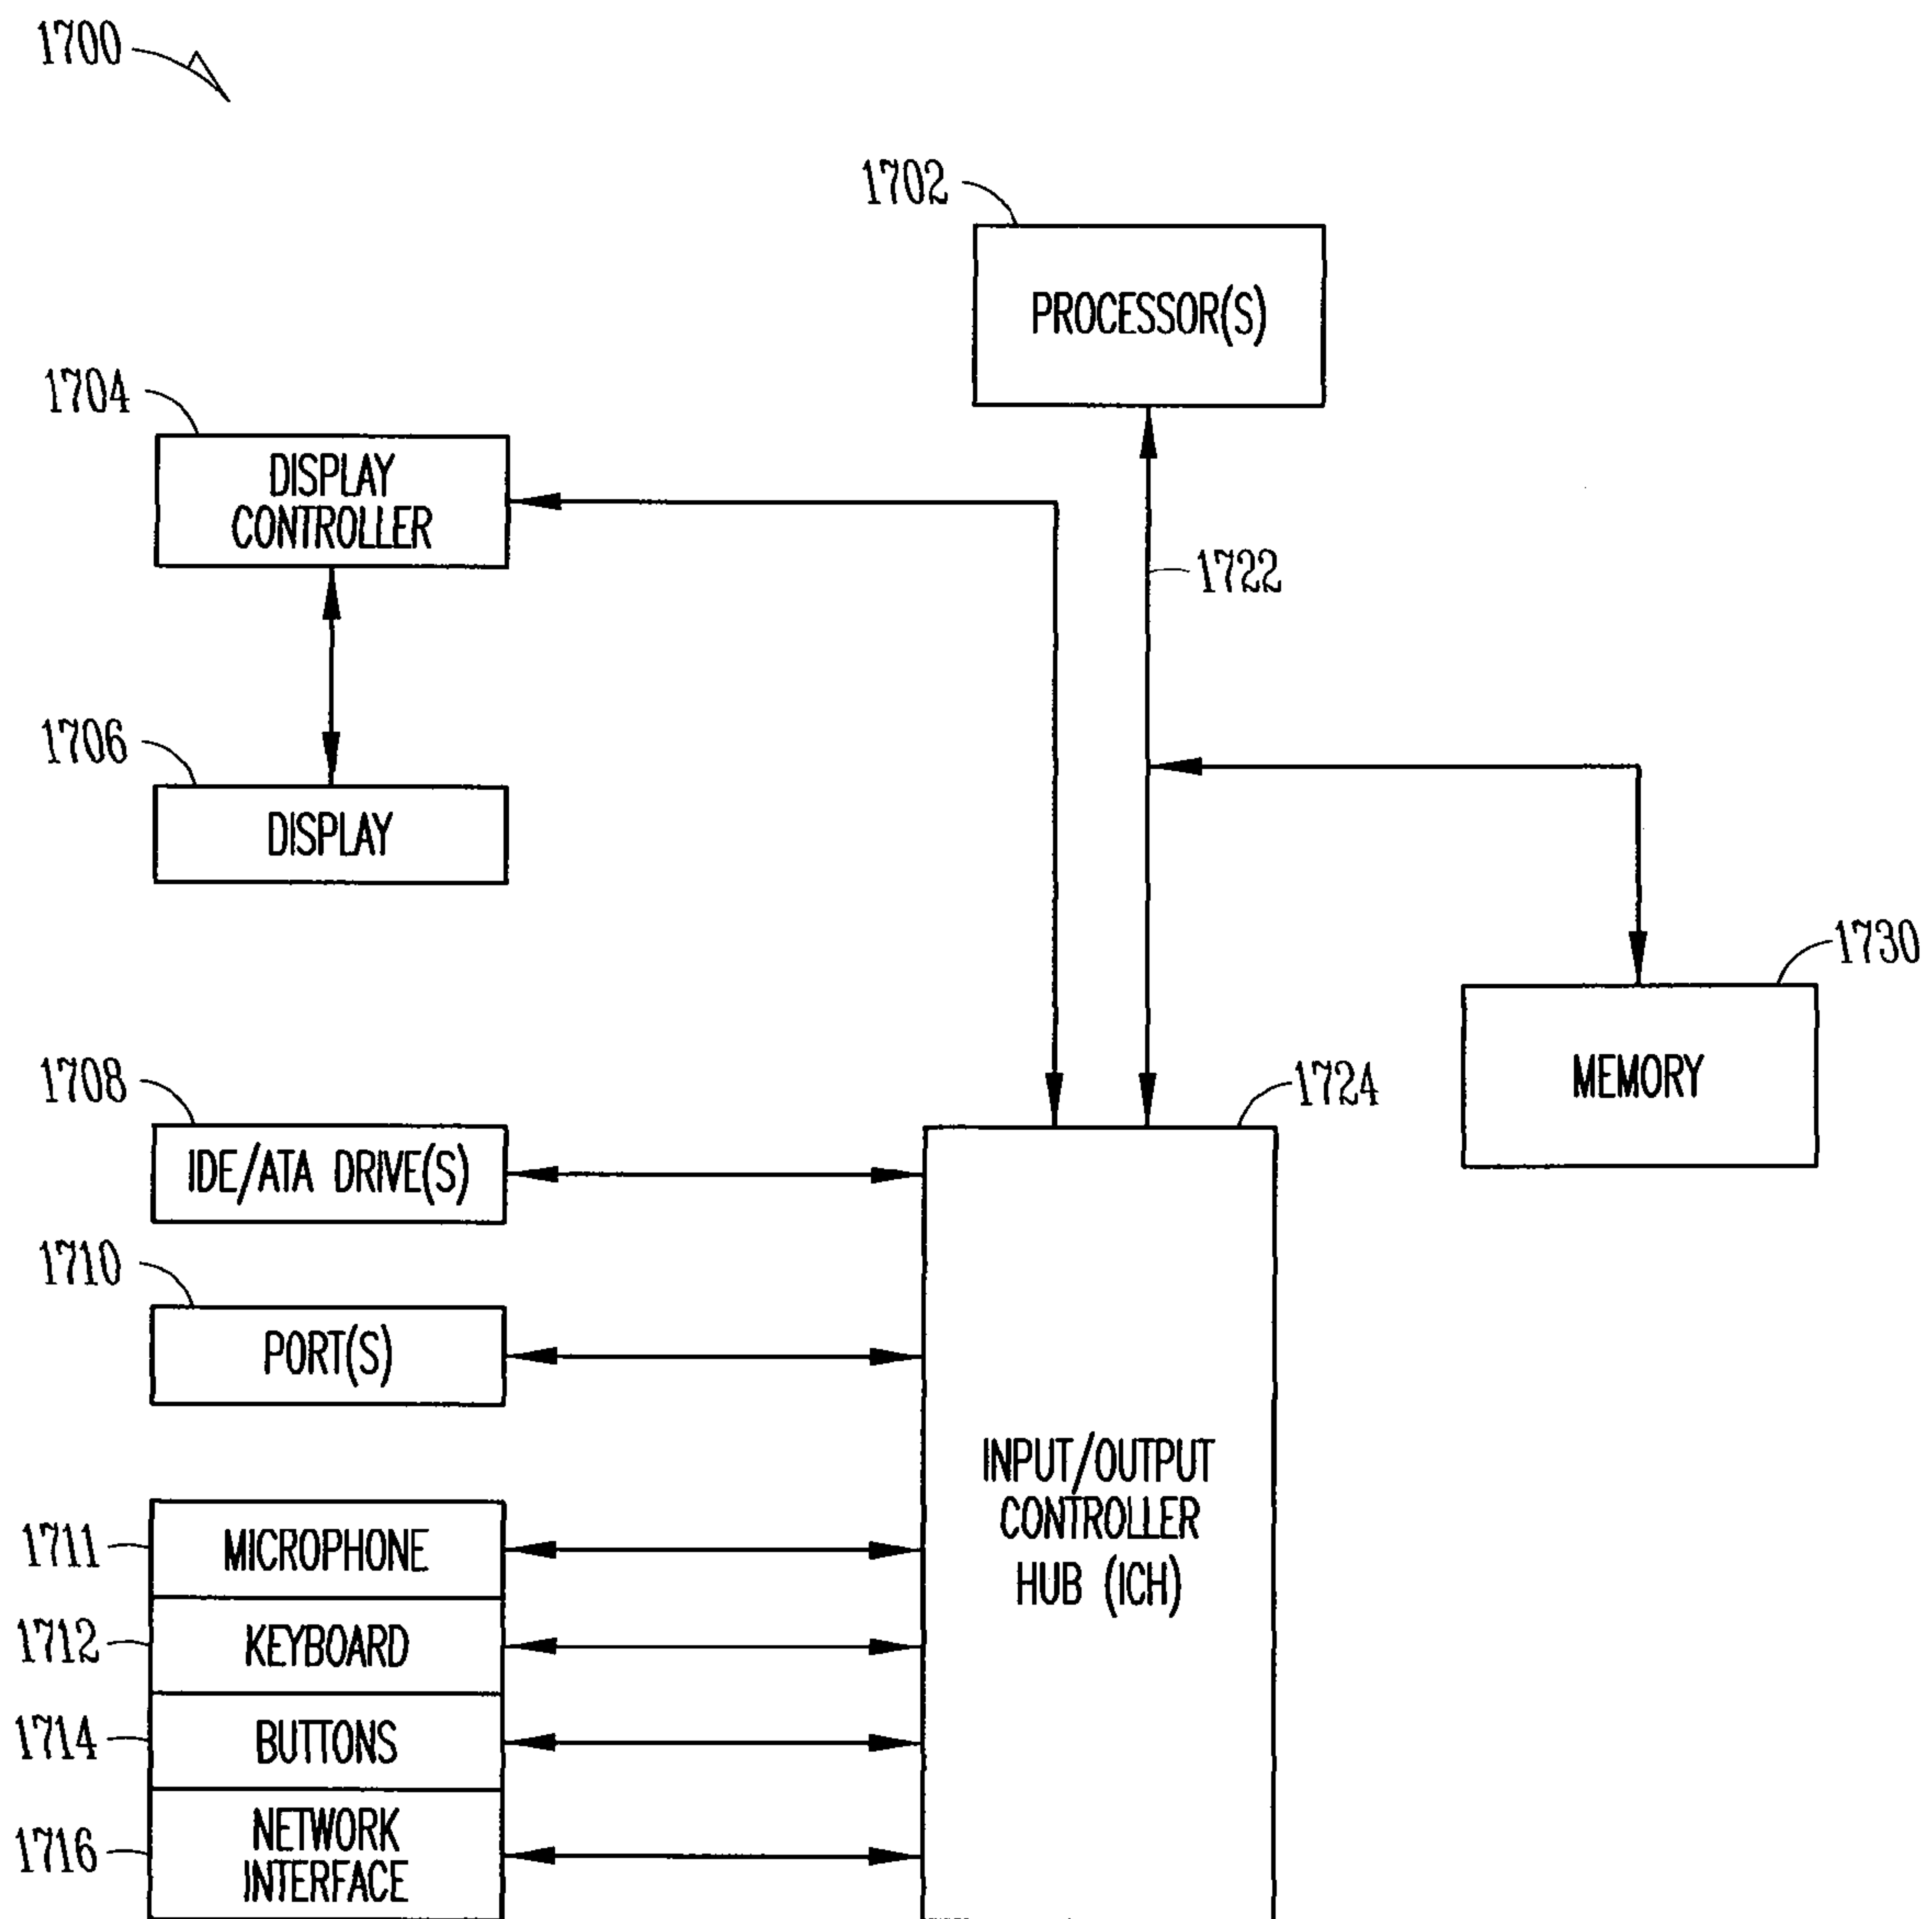 1700
1702
PROCESSOR(S)
1704
DISPLAY
CONTROLLER
1722
1706
DISPLAY
1730
MEMORY
1708
IDE/ATA DRIVE(S)
1724
1710
PORT(S)
INPUT/OUTPUT
CONTROLLER
HUB (ICH)
1711
MICROPHONE
1712
KEYBOARD
1714
BUTTONS
1716
NETWORK
INTERFACE